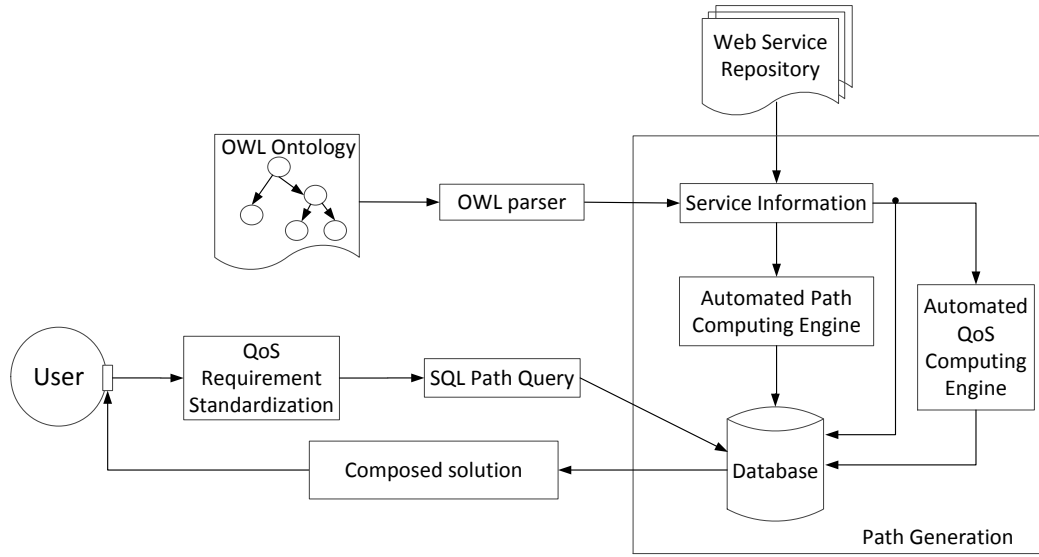 Web Service
Repository
OWL Ontology
OWL parser
Service Information
Automated Path
Computing Engine
Automated
QoS
Computing
Engine
User
QoS
Requirement
Standardization
SQL Path Query
Composed solution
Database
Path Generation